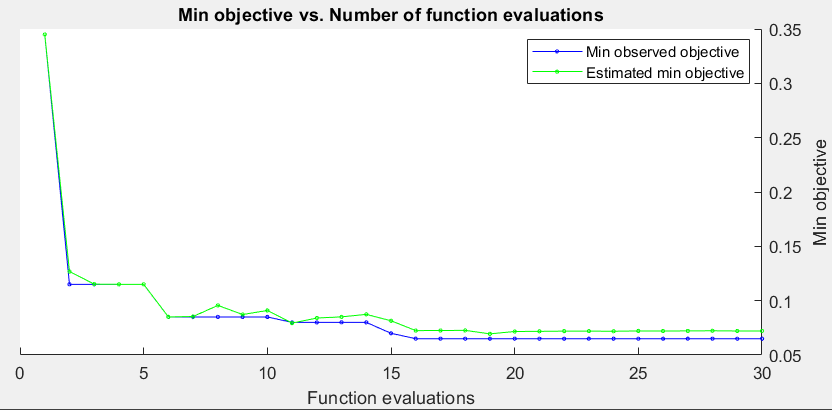 Min objective vs. Number of function evaluations
Min observed objective
Estimated min objective
0.35
0.3
0.25
0.2
0.15
0.1
0.05
Min objective
0 5 10 15 20 25 30
Function evaluations